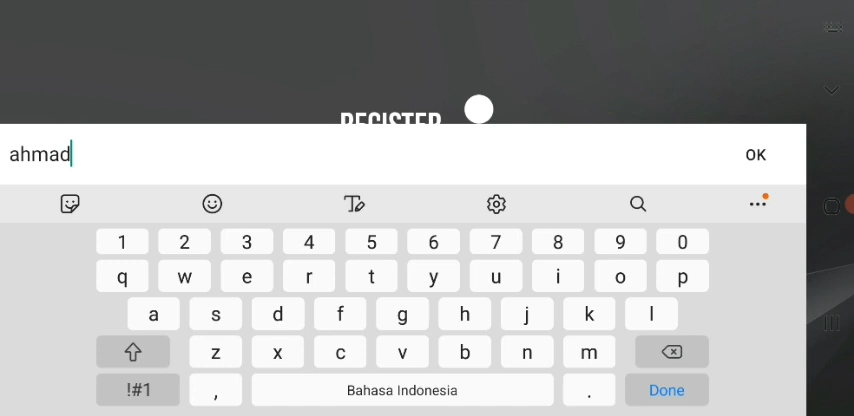 REGISTER
ahmad
OK
1 2 3 4 5 6 7 8 9 0
q w e r t y u i o p
a s d f g h j k l
z x c v b n m
!#1 , Bahasa Indonesia . Done